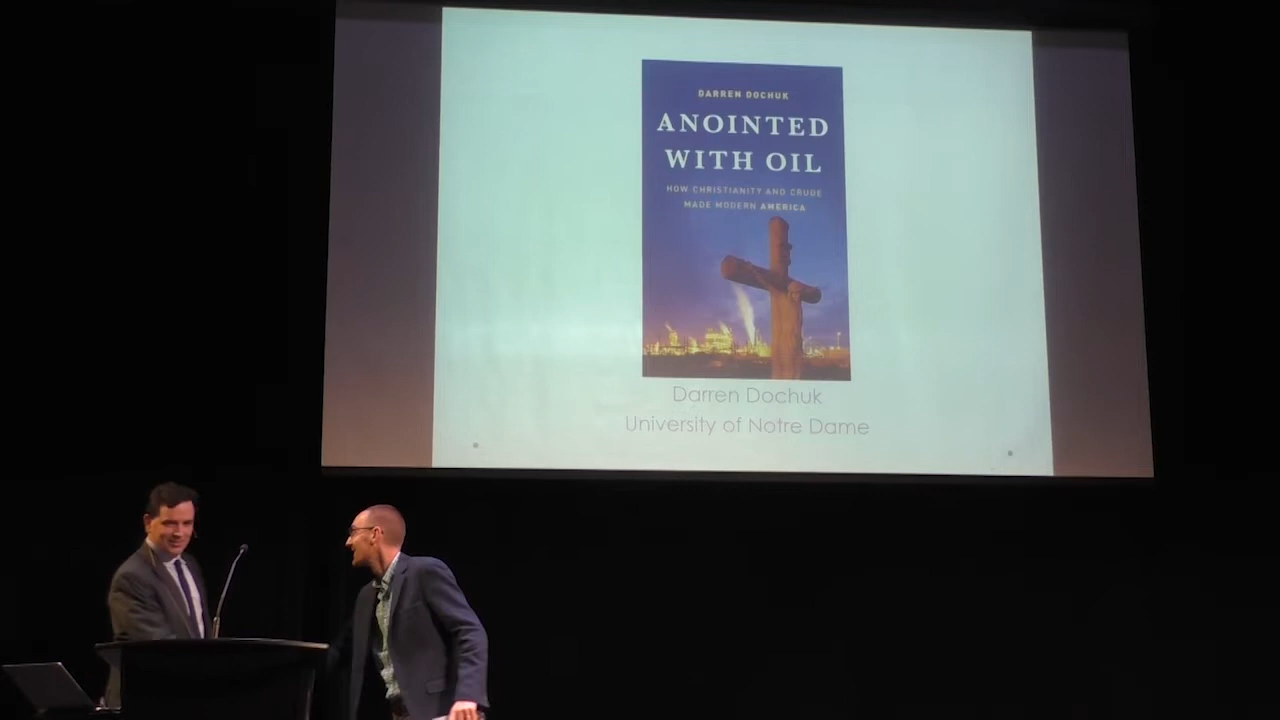 DARREN DOCHUK
ANOINTED
WITH OIL
HOW CHRISTIANITY AND CRUDE
MADE MODERN AMERICA
Darren Dochuk
University of Notre Dame